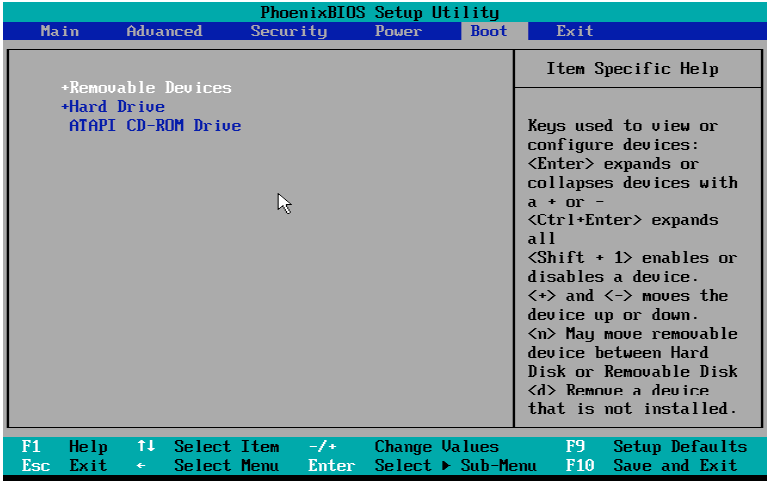 PhoenixBIOS Setup Utility
Main Advanced Security Power Boot Exit
+Removable Devices
+Hard Drive
ATAPI CD-ROM Drive
Item Specific Help
Keys used to view or
configure devices:
<Enter> expands or
collapses devices with
a + or -
<Ctrl+Enter> expands
all
<Shift + 1> enables or
disables a device.
<+> and <-> moves the
device up or down.
<n> May move removable
device between Hard
Disk or Removable Disk
<d> Remove a device
that is not installed.
F1 Help ↑↓ Select Item -/+ Change Values F9 Setup Defaults
Esc Exit ← Select Menu Enter Select ▶ Sub-Menu F10 Save and Exit